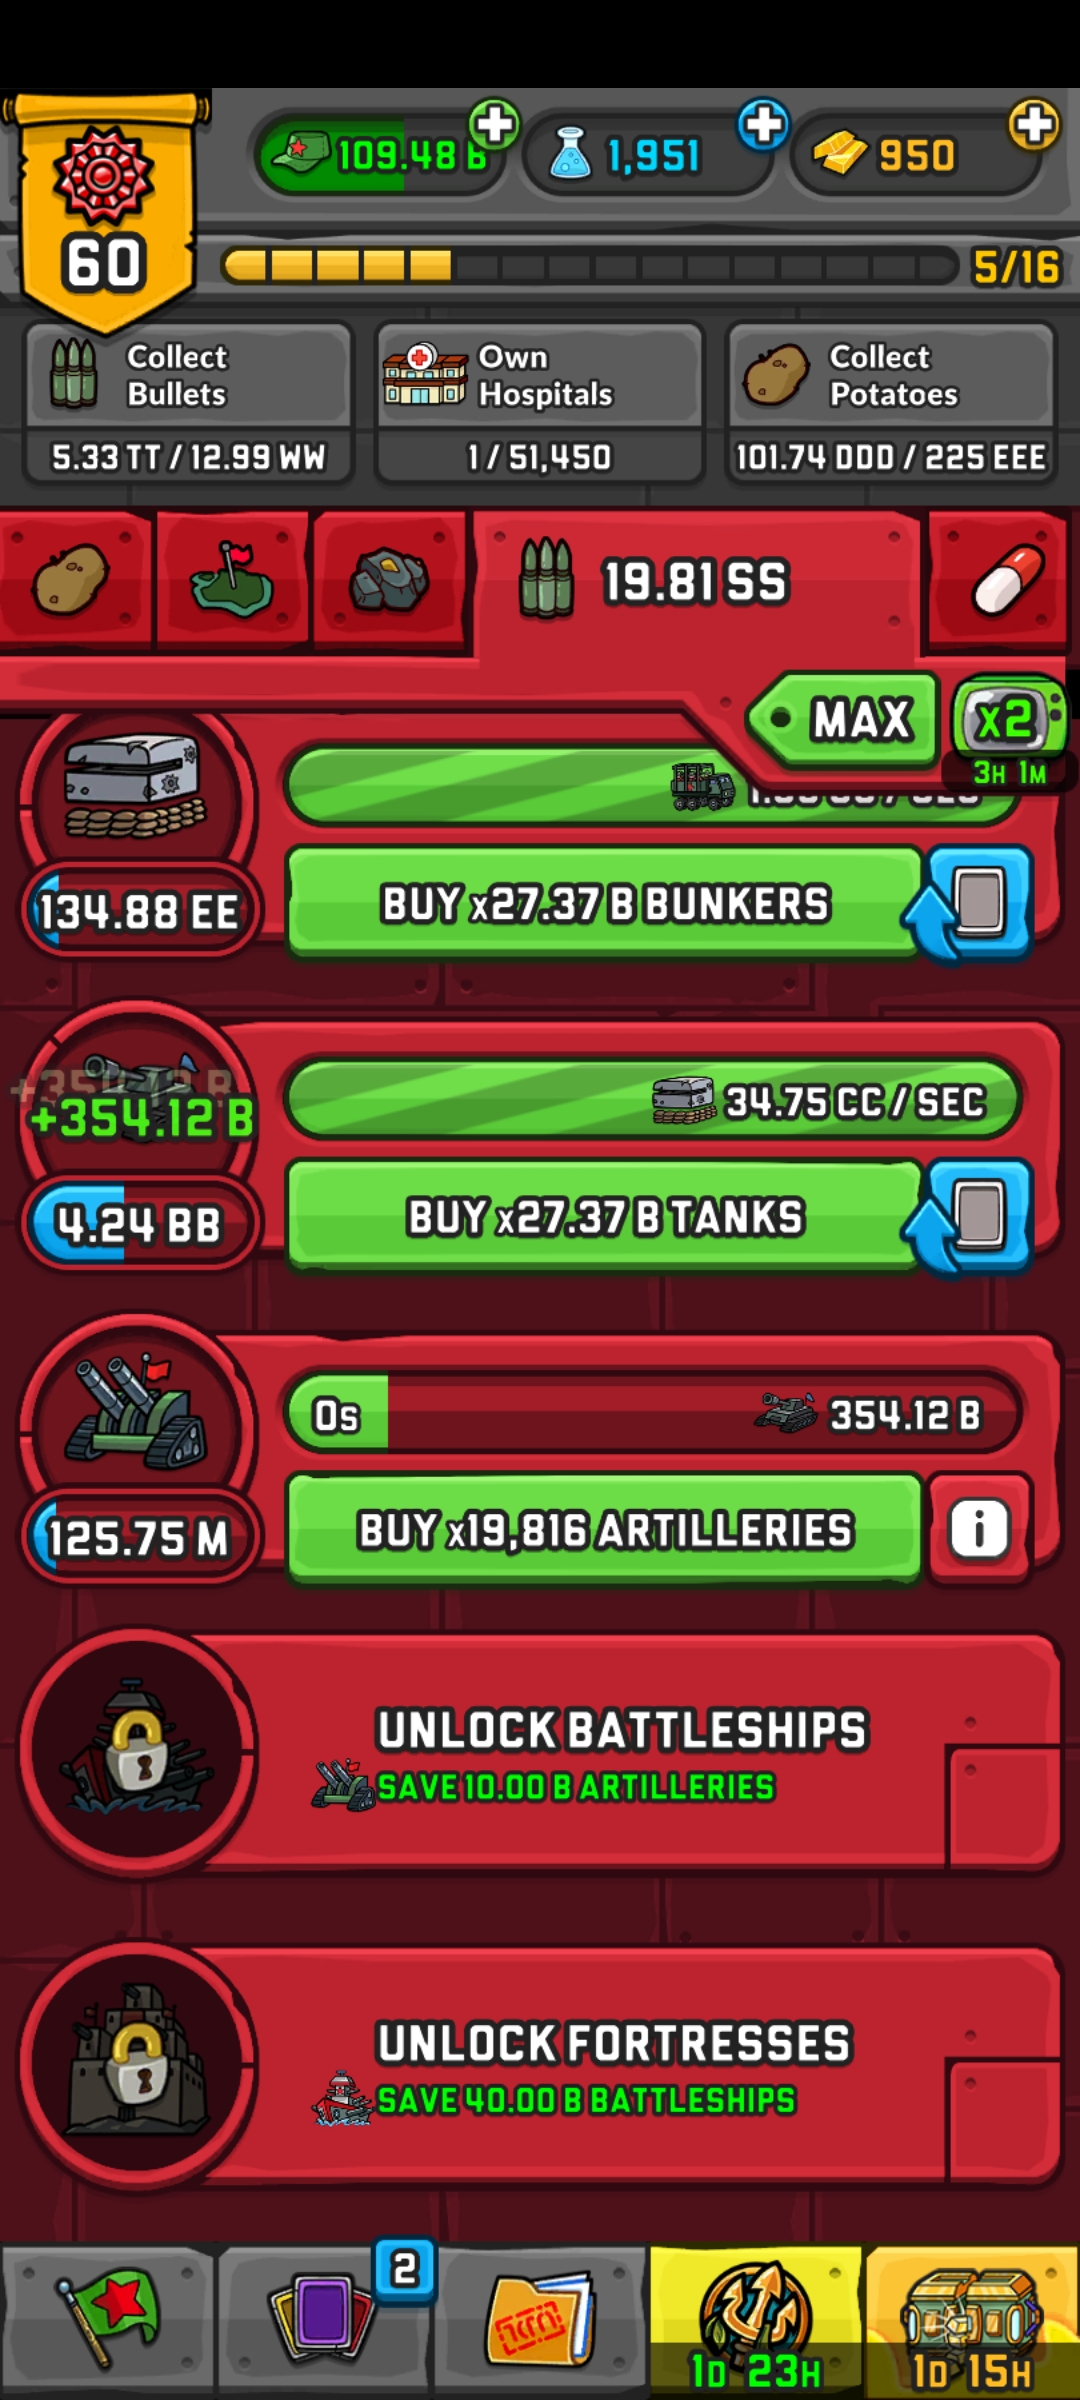 109.48 B
1,951
950
60
5/16
Collect
Bullets
Own
Hospitals
Collect
Potatoes
5.33 TT / 12.99 WW
1 / 51,450
101.74 DDD / 225 EEE
19.81 SS
MAX
x2
3H 1M
134.88 EE
BUY x27.37 B BUNKERS
+354.12 B
34.75 CC / SEC
4.24 BB
BUY x27.37 B TANKS
0s
354.12 B
125.75 M
BUY x19,816 ARTILLERIES
i
UNLOCK BATTLESHIPS
SAVE 10.00 B ARTILLERIES
UNLOCK FORTRESSES
SAVE 40.00 B BATTLESHIPS
2
1D 23H
1D 15H